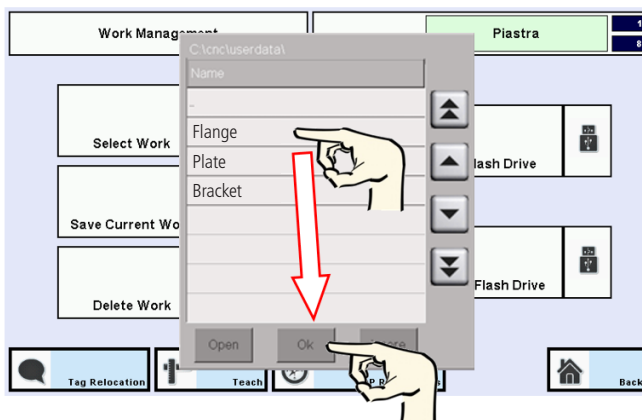 Work Management
Piastra
1
8
C:\cnc\userdata\
Name
-
Flange
Plate
Bracket
Select Work
Save Current Wo
Delete Work
lash Drive
Flash Drive
Open
Ok
Tag Relocation
Teach
Back